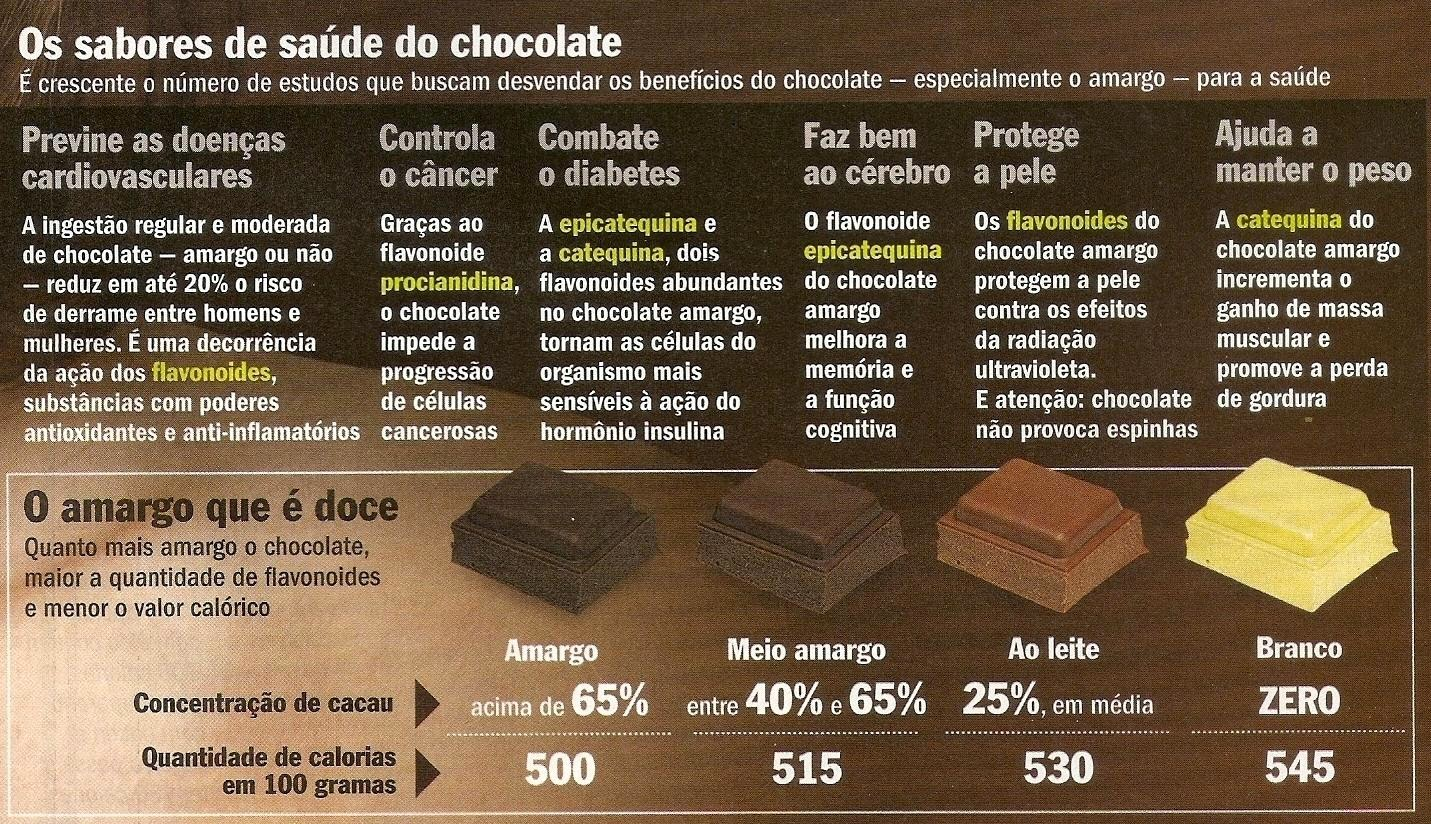 Os sabores de saúde do chocolate
É crescente o número de estudos que buscam desvendar os benefícios do chocolate — especialmente o amargo — para a saúde
Previne as doenças
cardiovasculares
A ingestão regular e moderada
de chocolate — amargo ou não
— reduz em até 20% o risco
de derrame entre homens e
mulheres. É uma decorrência
da ação dos flavonoides,
substâncias com poderes
antioxidantes e anti-inflamatórios
Controla
o câncer
Graças ao
flavonoide
procianidina,
o chocolate
impede a
progressão
de células
cancerosas
Combate
o diabetes
A epicatequina e
a catequina, dois
flavonoides abundantes
no chocolate amargo,
tornam as células do
organismo mais
sensíveis à ação do
hormônio insulina
Faz bem
ao cérebro
O flavonoide
epicatequina
do chocolate
amargo
melhora a
memória e
a função
cognitiva
Protege
a pele
Os flavonoides do
chocolate amargo
protegem a pele
contra os efeitos
da radiação
ultravioleta.
E atenção: chocolate
não provoca espinhas
Ajuda a
manter o peso
A catequina do
chocolate amargo
incrementa o
ganho de massa
muscular e
promove a perda
de gordura
O amargo que é doce
Quanto mais amargo o chocolate,
maior a quantidade de flavonoides
e menor o valor calórico
Amargo Meio amargo Ao leite Branco
Concentração de cacau acima de 65% entre 40% e 65% 25%, em média ZERO
Quantidade de calorias
em 100 gramas 500 515 530 545